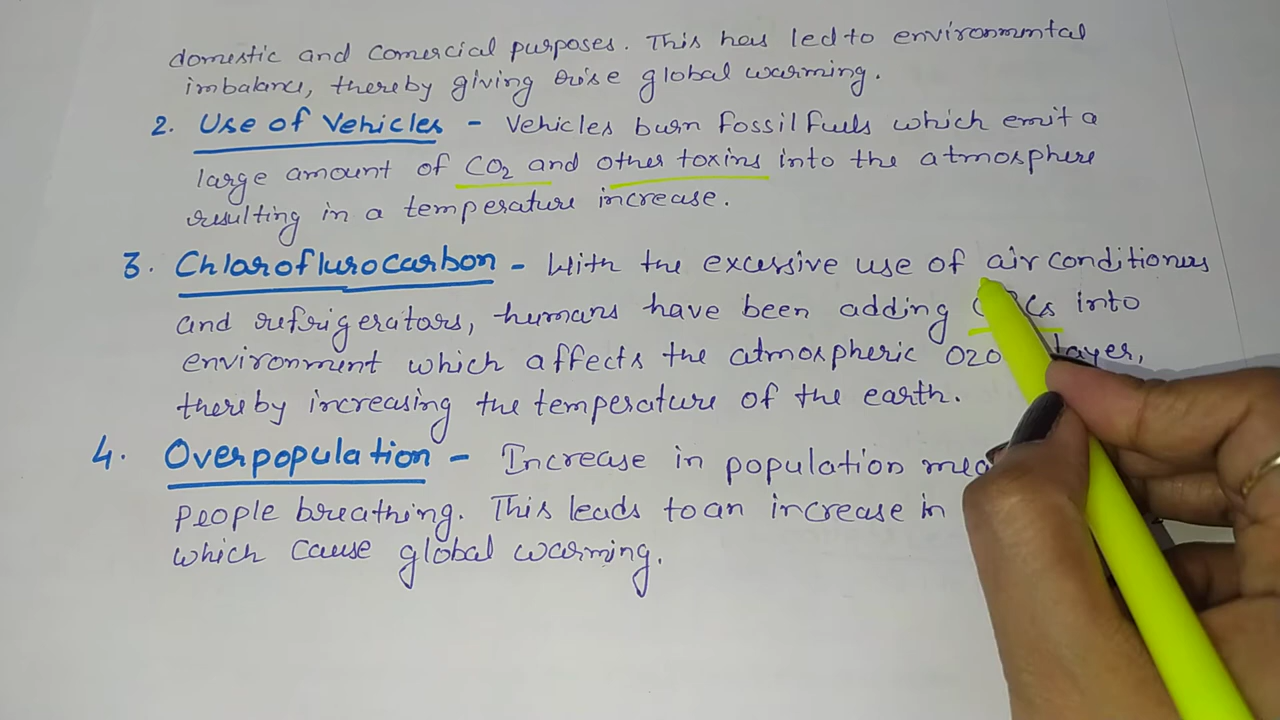 domestic and comercial purposes. This has led to environmental
imbalance, thereby giving rise global warming.
2. Use of Vehicles - Vehicles burn fossil fuels which emit a
large amount of CO2 and other toxins into the atmosphere
resulting in a temperature increase.
3. Chloroflurocarbon - With the excessive use of air conditioners
and refrigerators, humans have been adding into
environment which affects the atmospheric layer,
thereby increasing the temperature of the earth.
4. Overpopulation - Increase in population
people breathing. This leads to an increase in
which cause global warming.